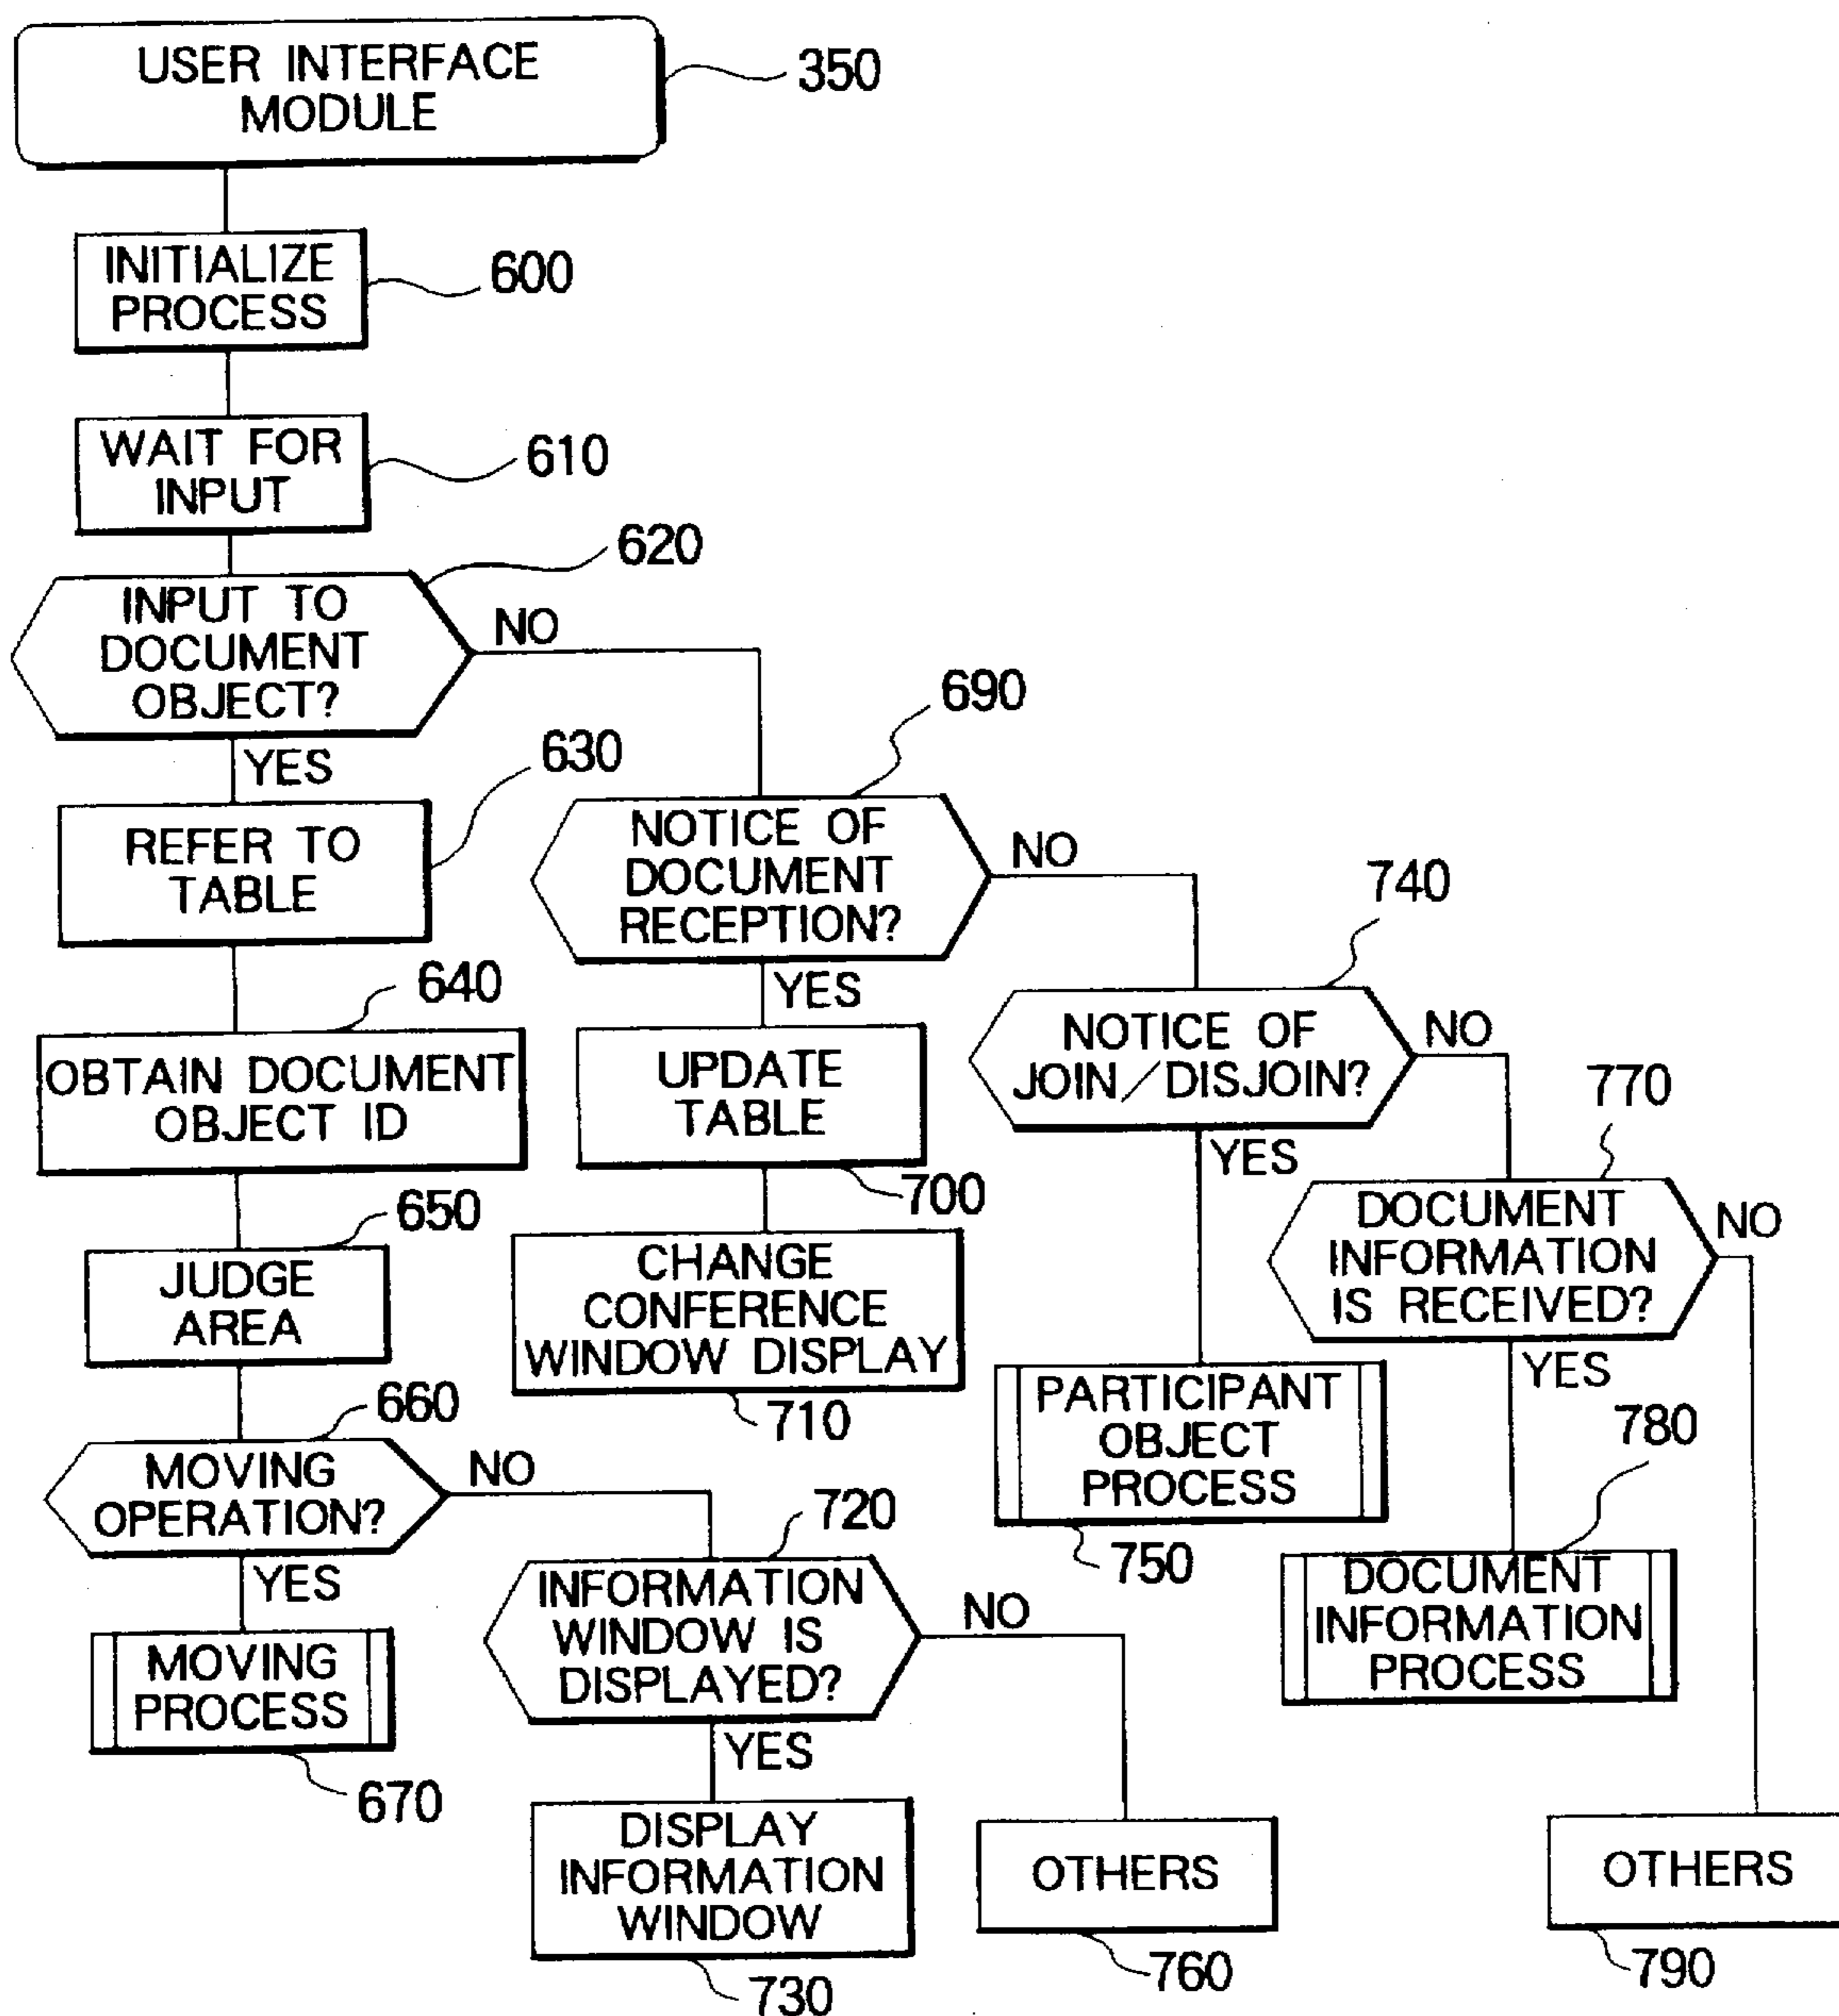 USER INTERFACE
MODULE
350
INITIALIZE
PROCESS
600
WAIT FOR
INPUT
610
620
INPUT TO
DOCUMENT
OBJECT?
NO
YES
630
REFER TO
TABLE
640
OBTAIN DOCUMENT
OBJECT ID
650
JUDGE
AREA
660
MOVING
OPERATION?
NO
YES
MOVING
PROCESS
670
690
NOTICE OF
DOCUMENT
RECEPTION?
NO
YES
UPDATE
TABLE
700
CHANGE
CONFERENCE
WINDOW DISPLAY
710
720
INFORMATION
WINDOW IS
DISPLAYED?
NO
YES
DISPLAY
INFORMATION
WINDOW
730
OTHERS
760
740
NOTICE OF
JOIN/DISJOIN?
NO
YES
PARTICIPANT
OBJECT
PROCESS
750
770
DOCUMENT
INFORMATION
IS RECEIVED?
NO
YES
780
DOCUMENT
INFORMATION
PROCESS
OTHERS
790